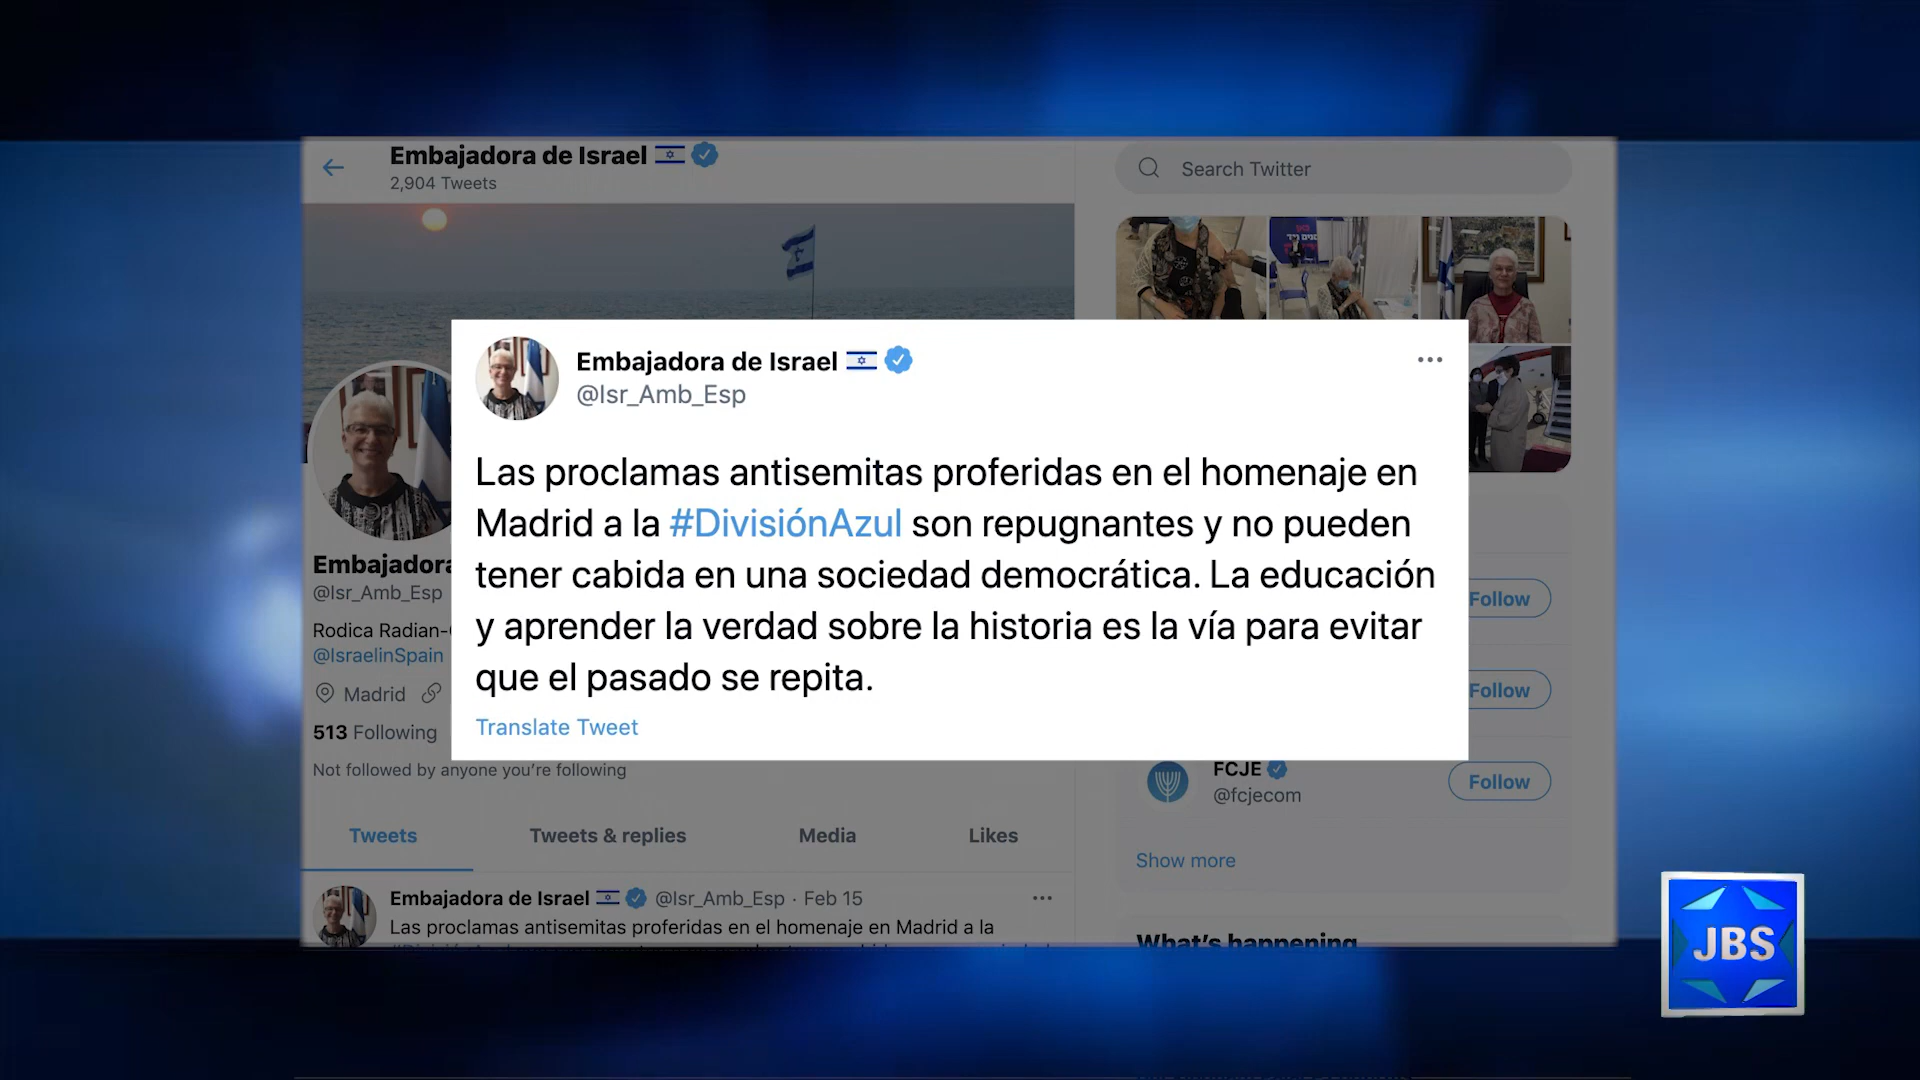 Embajadora de Israel
2,904 Tweets
Search Twitter
Embajadora de Israel
@Isr_Amb_Esp
Las proclamas antisemitas proferidas en el homenaje en
Madrid a la #DivisiónAzul son repugnantes y no pueden
tener cabida en una sociedad democrática. La educación
y aprender la verdad sobre la historia es la vía para evitar
que el pasado se repita.
Translate Tweet
Embajadora
@Isr_Amb_Esp
Rodica Radian-
@IsraelinSpain
Madrid
513 Following
Not followed by anyone you're following
Tweets
Tweets & replies
Media
Likes
Embajadora de Israel @Isr_Amb_Esp · Feb 15
Las proclamas antisemitas proferidas en el homenaje en Madrid a la
Follow
Follow
FCJE
@fcjecom
Follow
Show more
What's happening
JBS